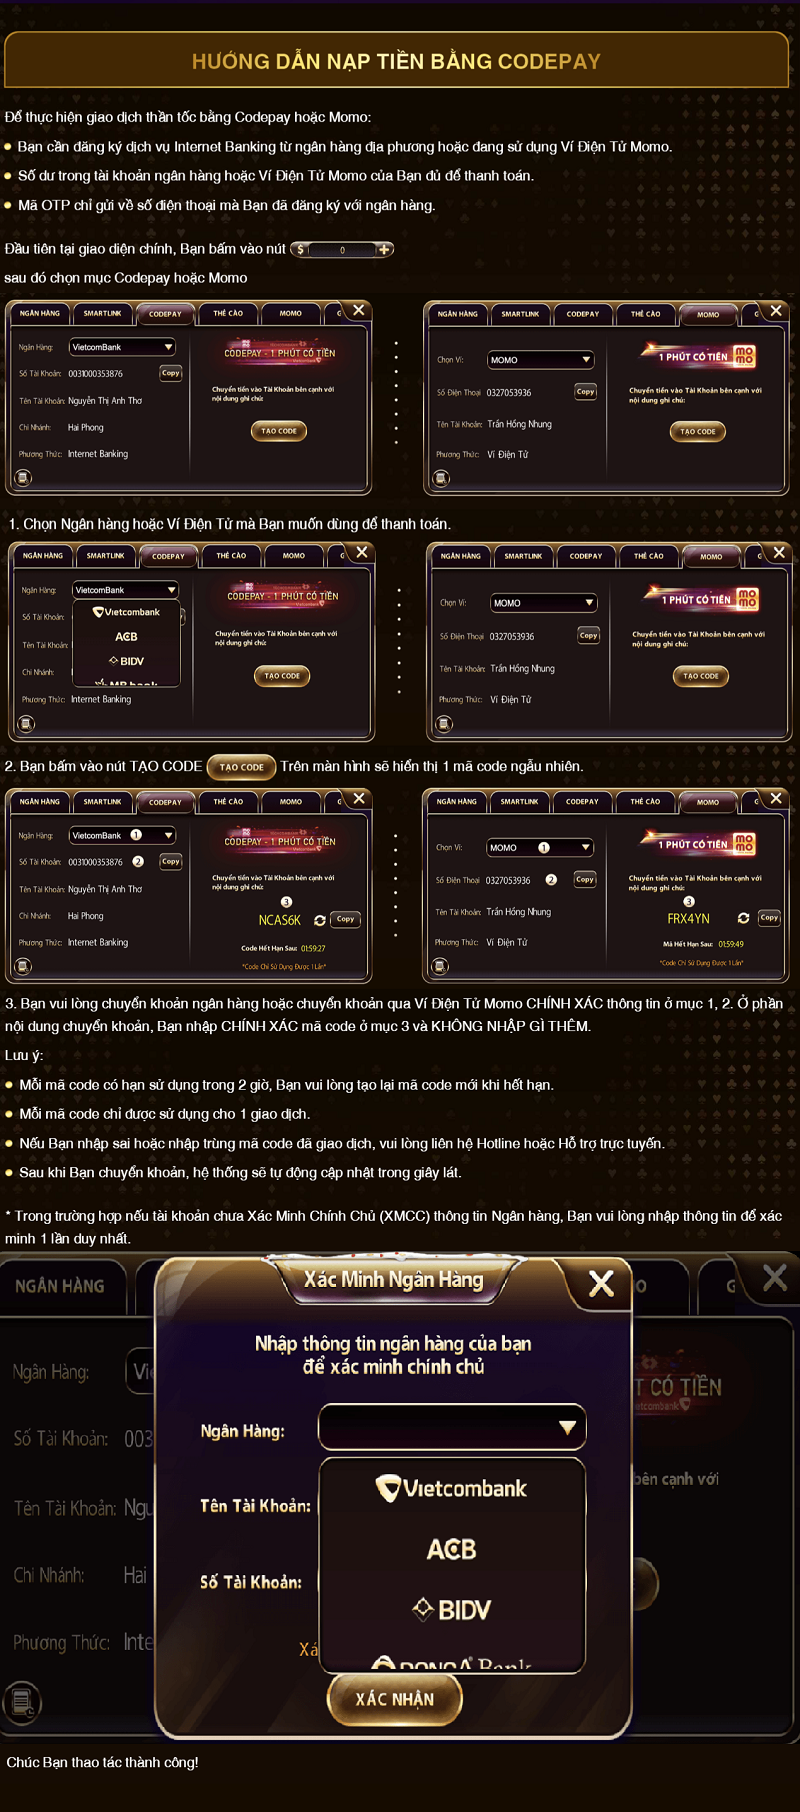 HƯỚNG DẪN NẠP TIỀN BẰNG CODEPAY
Để thực hiện giao dịch thần tốc bằng Codepay hoặc Momo:
Bạn cần đăng ký dịch vụ Internet Banking từ ngân hàng địa phương hoặc đang sử dụng Ví Điện Tử Momo.
Số dư trong tài khoản ngân hàng hoặc Ví Điện Tử Momo của Bạn đủ để thanh toán.
Mã OTP chỉ gửi về số điện thoại mà Bạn đã đăng ký với ngân hàng.
Đầu tiên tại giao diện chính, Bạn bấm vào nút $ 0 +
sau đó chọn mục Codepay hoặc Momo
NGÂN HÀNG SMARTLINK CODEPAY THẺ CÀO MOMO G X
Ngân Hàng: VietcomBank
Số Tài Khoản: 0031000353876 Copy
Tên Tài Khoản: Nguyễn Thị Anh Thơ
Chi Nhánh: Hai Phong
Phương Thức: Internet Banking
CODEPAY - 1 PHÚT CÓ TIỀN
Chuyển tiền vào Tài Khoản bên cạnh với
nội dung ghi chú:
TẠO CODE
NGÂN HÀNG SMARTLINK CODEPAY THẺ CÀO MOMO G X
Chọn Ví: MOMO
Số Điện Thoại 0327053936 Copy
Tên Tài Khoản: Trần Hồng Nhung
Phương Thức: Ví Điện Tử
1 PHÚT CÓ TIỀN momo
Chuyển tiền vào Tài Khoản bên cạnh với
nội dung ghi chú:
TẠO CODE
1. Chọn Ngân hàng hoặc Ví Điện Tử mà Bạn muốn dùng để thanh toán.
NGÂN HÀNG SMARTLINK CODEPAY THẺ CÀO MOMO G X
Ngân Hàng: VietcomBank
Số Tài Khoản:
Tên Tài Khoản:
Chi Nhánh:
Phương Thức: Internet Banking
Vietcombank
ACB
BIDV
MB bank
CODEPAY - 1 PHÚT CÓ TIỀN
Vietcombank
Chuyển tiền vào Tài Khoản bên cạnh với
nội dung ghi chú:
TẠO CODE
NGÂN HÀNG SMARTLINK CODEPAY THẺ CÀO MOMO G X
Chọn Ví: MOMO
Số Điện Thoại 0327053936 Copy
Tên Tài Khoản: Trần Hồng Nhung
Phương Thức: Ví Điện Tử
1 PHÚT CÓ TIỀN momo
Chuyển tiền vào Tài Khoản bên cạnh với
nội dung ghi chú:
TẠO CODE
2. Bạn bấm vào nút TẠO CODE TẠO CODE Trên màn hình sẽ hiển thị 1 mã code ngẫu nhiên.
NGÂN HÀNG SMARTLINK CODEPAY THẺ CÀO MOMO G X
Ngân Hàng: VietcomBank 1
Số Tài Khoản: 0031000353876 2 Copy
Tên Tài Khoản: Nguyễn Thị Anh Thơ
Chi Nhánh: Hai Phong
Phương Thức: Internet Banking
CODEPAY - 1 PHÚT CÓ TIỀN
Vietcombank
Chuyển tiền vào Tài Khoản bên cạnh với
nội dung ghi chú:
3
NCAS6K Copy
Code Hết Hạn Sau: 01:59:27
*Code Chỉ Sử Dụng Được 1 Lần*
NGÂN HÀNG SMARTLINK CODEPAY THẺ CÀO MOMO G X
Chọn Ví: MOMO 1
Số Điện Thoại 0327053936 2 Copy
Tên Tài Khoản: Trần Hồng Nhung
Phương Thức: Ví Điện Tử
1 PHÚT CÓ TIỀN momo
Chuyển tiền vào Tài Khoản bên cạnh với
nội dung ghi chú:
3
FRX4YN Copy
Mã Hết Hạn Sau: 01:59:49
*Code Chỉ Sử Dụng Được 1 Lần*
3. Bạn vui lòng chuyển khoản ngân hàng hoặc chuyển khoản qua Ví Điện Tử Momo CHÍNH XÁC thông tin ở mục 1, 2. Ở phần
nội dung chuyển khoản, Bạn nhập CHÍNH XÁC mã code ở mục 3 và KHÔNG NHẬP GÌ THÊM.
Lưu ý:
Mỗi mã code có hạn sử dụng trong 2 giờ, Bạn vui lòng tạo lại mã code mới khi hết hạn.
Mỗi mã code chỉ được sử dụng cho 1 giao dịch.
Nếu Bạn nhập sai hoặc nhập trùng mã code đã giao dịch, vui lòng liên hệ Hotline hoặc Hỗ trợ trực tuyến.
Sau khi Bạn chuyển khoản, hệ thống sẽ tự động cập nhật trong giây lát.
* Trong trường hợp nếu tài khoản chưa Xác Minh Chính Chủ (XMCC) thông tin Ngân hàng, Bạn vui lòng nhập thông tin để xác
minh 1 lần duy nhất.
NGÂN HÀNG O G X
Ngân Hàng: Vi
Số Tài Khoản: 003
Tên Tài Khoản: Ngu
Chi Nhánh: Hai
Phương Thức: Inte
T CÓ TIỀN
etcombank
bên cạnh với
Xác Minh Ngân Hàng X
Nhập thông tin ngân hàng của bạn
để xác minh chính chủ
Ngân Hàng:
Tên Tài Khoản:
Số Tài Khoản:
Vietcombank
ACB
BIDV
DONGA Bank
Xá
XÁC NHẬN
Chúc Bạn thao tác thành công!